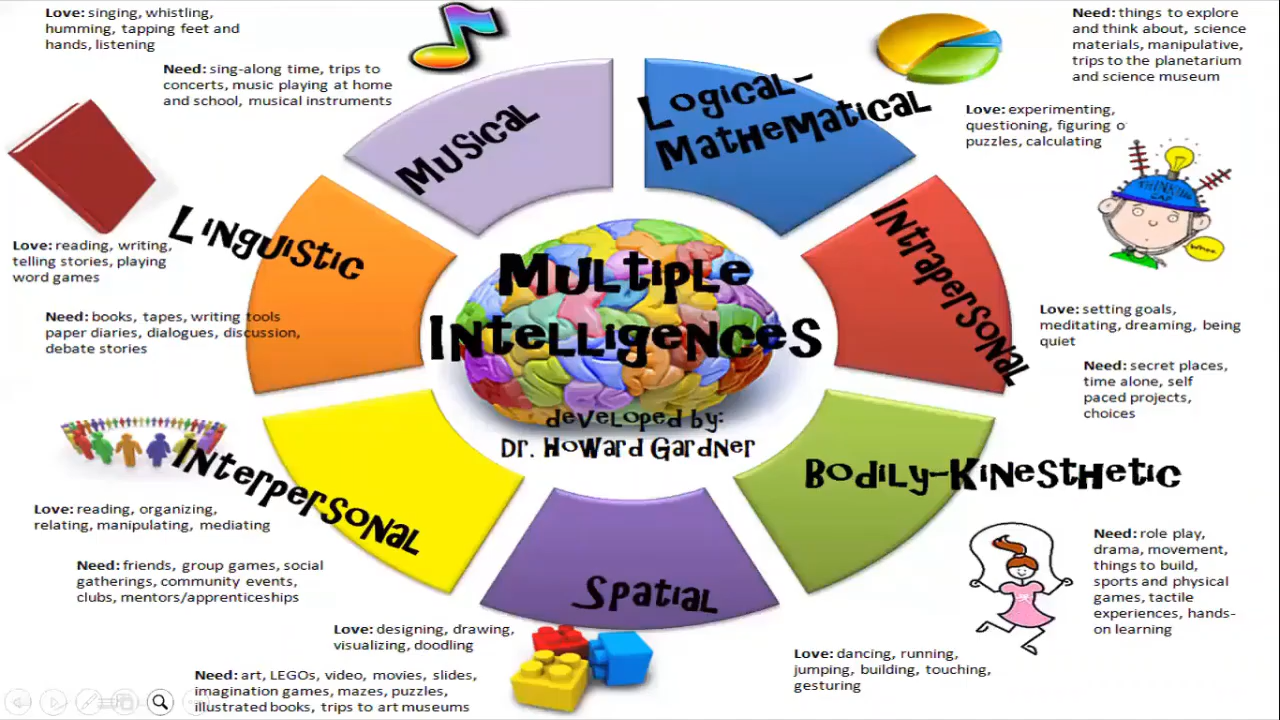 Love: singing, whistling,
humming, tapping feet and
hands, listening
Need: sing-along time, trips to
concerts, music playing at home
and school, musical instruments
Musical
Logical-
Mathematical
Need: things to explore
and think about, science
materials, manipulative,
trips to the planetarium
and science museum
Love: experimenting,
questioning, figuring o
puzzles, calculating
THINKING
CAP
Whee
Linguistic
Love: reading, writing,
telling stories, playing
word games
Need: books, tapes, writing tools
paper diaries, dialogues, discussion,
debate stories
Multiple
Intelligences
developed by:
Dr. Howard Gardner
Intrapersonal
Love: setting goals,
meditating, dreaming, being
quiet
Need: secret places,
time alone, self
paced projects,
choices
Interpersonal
Love: reading, organizing,
relating, manipulating, mediating
Need: friends, group games, social
gatherings, community events,
clubs, mentors/apprenticeships
Bodily-Kinesthetic
Need: role play,
drama, movement,
things to build,
sports and physical
games, tactile
experiences, hands-
on learning
Love: dancing, running,
jumping, building, touching,
gesturing
Spatial
Love: designing, drawing,
visualizing, doodling
Need: art, LEGOs, video, movies, slides,
imagination games, mazes, puzzles,
illustrated books, trips to art museums